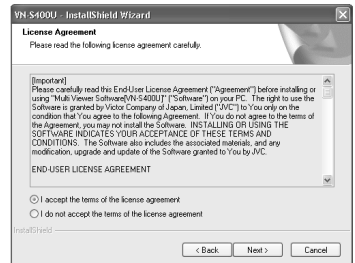 VN-S400U - InstallShield Wizard
License Agreement
Please read the following license agreement carefully.
[Important]
Please carefully read this End-User License Agreement ("Agreement") before installing or
using "Multi Viewer Software[VN-S400U]" ("Software") on your PC. The right to use the
Software is granted by Victor Company of Japan, Limited ("JVC") to You only on the
condition that You agree to the following Agreement. If You do not agree to the terms of
the Agreement, you may not install the Software. INSTALLING OR USING THE
SOFTWARE INDICATES YOUR ACCEPTANCE OF THESE TERMS AND
CONDITIONS. The Software also includes the associated materials, and any
modification, upgrade and update of the Software granted to You by JVC.
END-USER LICENSE AGREEMENT
I accept the terms of the license agreement
I do not accept the terms of the license agreement
InstallShield
< Back Next > Cancel